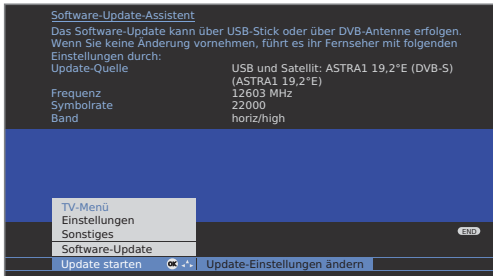 Software-Update-Assistent
Das Software-Update kann über USB-Stick oder über DVB-Antenne erfolgen.
Wenn Sie keine Änderung vornehmen, führt es ihr Fernseher mit folgenden
Einstellungen durch:
Update-Quelle USB und Satellit: ASTRA1 19,2°E (DVB-S)
(ASTRA1 19,2°E)
Frequenz 12603 MHz
Symbolrate 22000
Band horiz/high
TV-Menü
Einstellungen
Sonstiges
END
Software-Update
Update starten OK Update-Einstellungen ändern